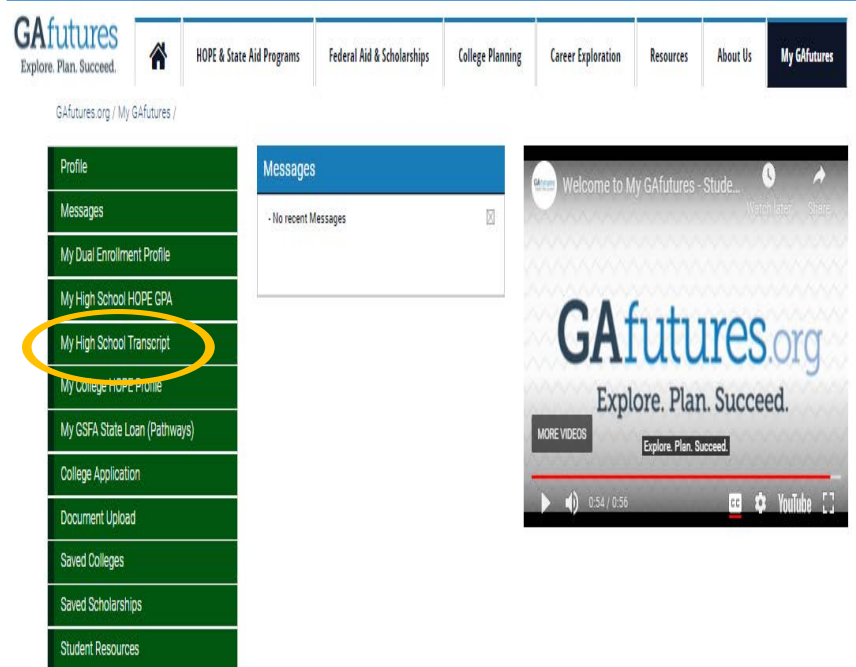 GAfutures
Explore. Plan. Succeed.
HOPE & State Aid Programs
Federal Aid & Scholarships
College Planning
Career Exploration
Resources
About Us
My GAfutures
GAfutures.org / My GAfutures /
Profile
Messages
My Dual Enrollment Profile
My High School HOPE GPA
My High School Transcript
My College HOPE Profile
My GSFA State Loan (Pathways)
College Application
Document Upload
Saved Colleges
Saved Scholarships
Student Resources
Messages
- No recent Messages
Welcome to My GAfutures - Stude...
Watch later
Share
GAfutures.org
Explore. Plan. Succeed.
MORE VIDEOS
Explore. Plan. Succeed.
0:54 / 0:56
CC
YouTube